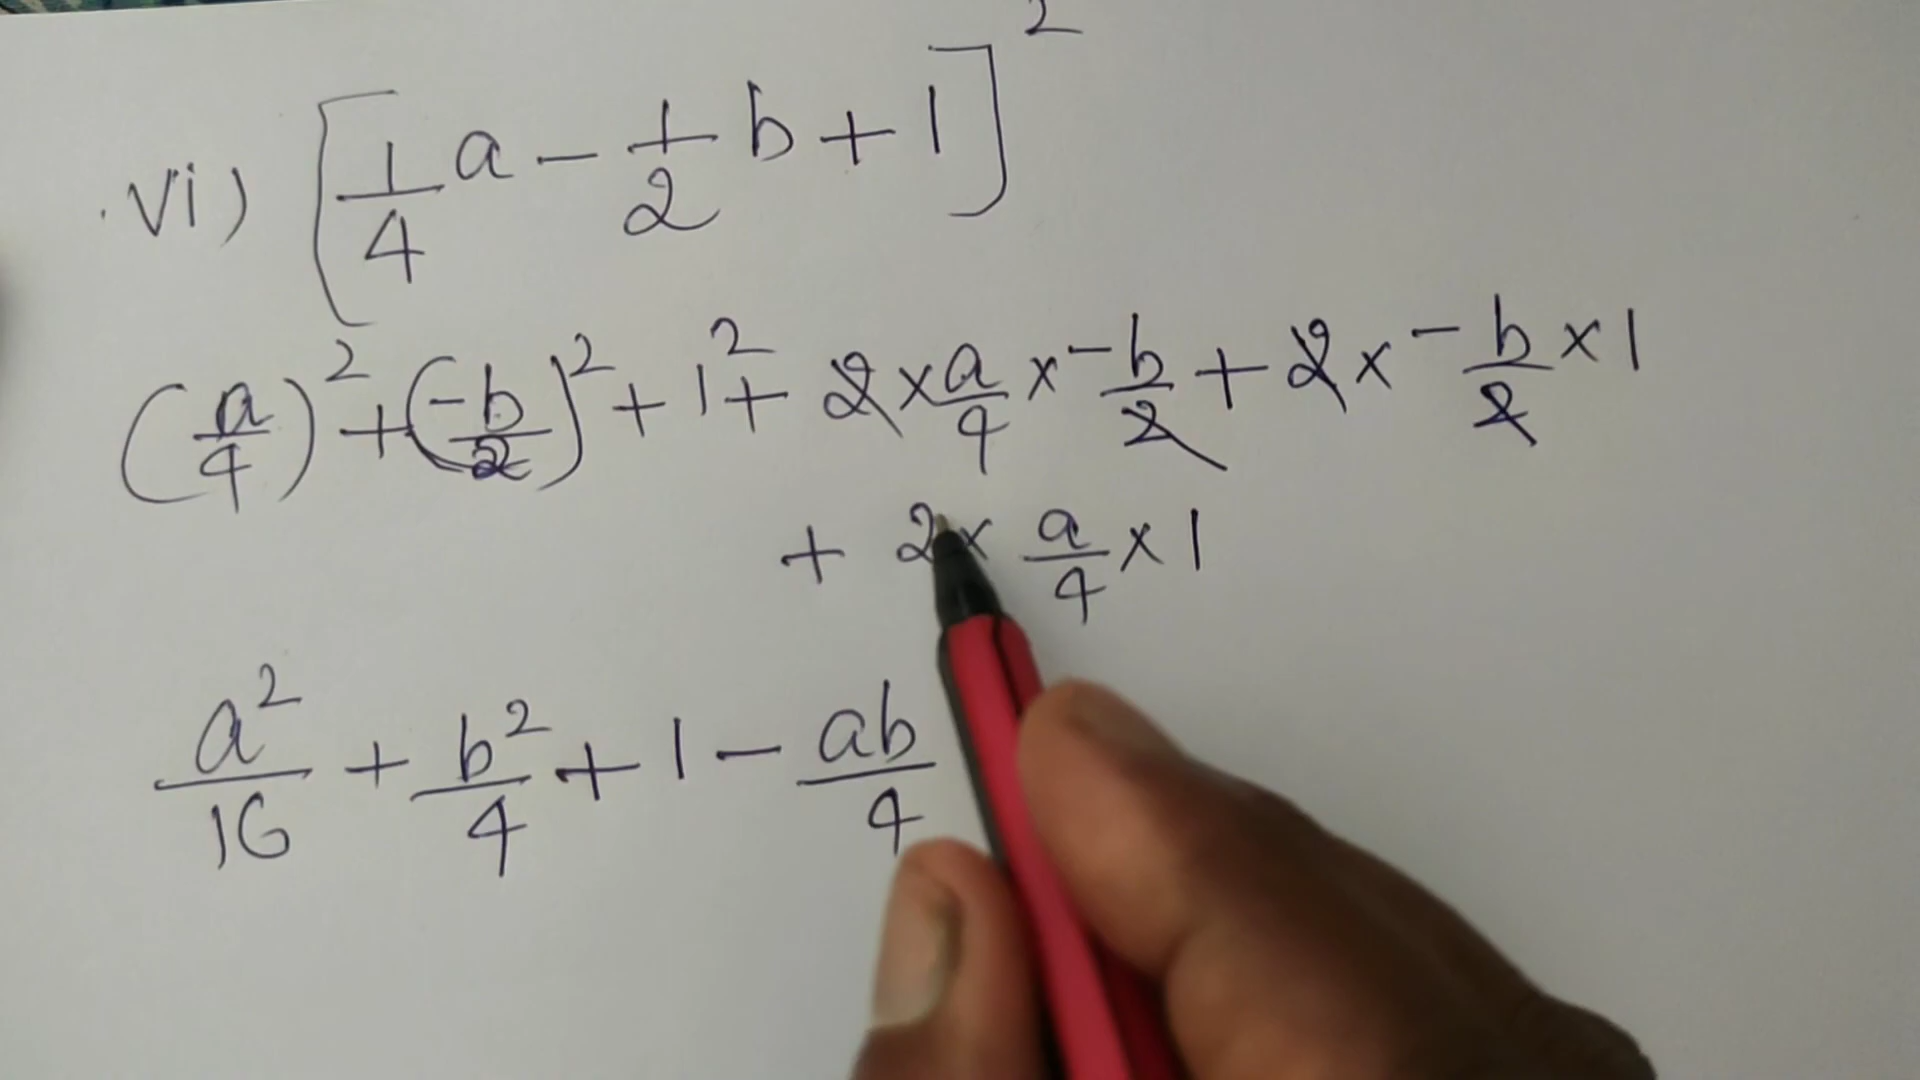 vi) [1/4 a - 1/2 b + 1]²
(a/4)² + (-b/2)² + 1² + 2 × a/4 × -b/2 + 2 × -b/2 × 1
+ 2 × a/4 × 1
a²/16 + b²/4 + 1 - ab/4